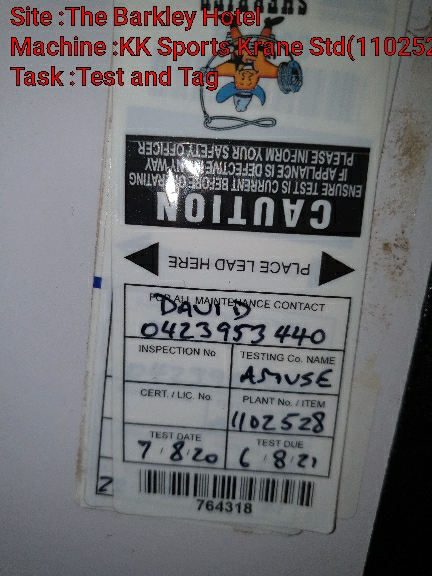 Site :The Barkley Hotel
Machine :KK Sports Krane Std(110252
Task :Test and Tag
CAUTION
ENSURE TEST IS CURRENT BEFORE OPERATING
IF APPLIANCE IS DEFECTIVE IN ANY WAY
PLEASE INFORM YOUR SAFETY OFFICER
PLACE LEAD HERE
FOR ALL MAINTENANCE CONTACT
DAVID
0423953440
INSPECTION No
TESTING Co. NAME
AMUSE
CERT. / LIC. No.
PLANT No. / ITEM
1102528
TEST DATE
TEST DUE
7 / 8/20
6 / 8/21
2
764318